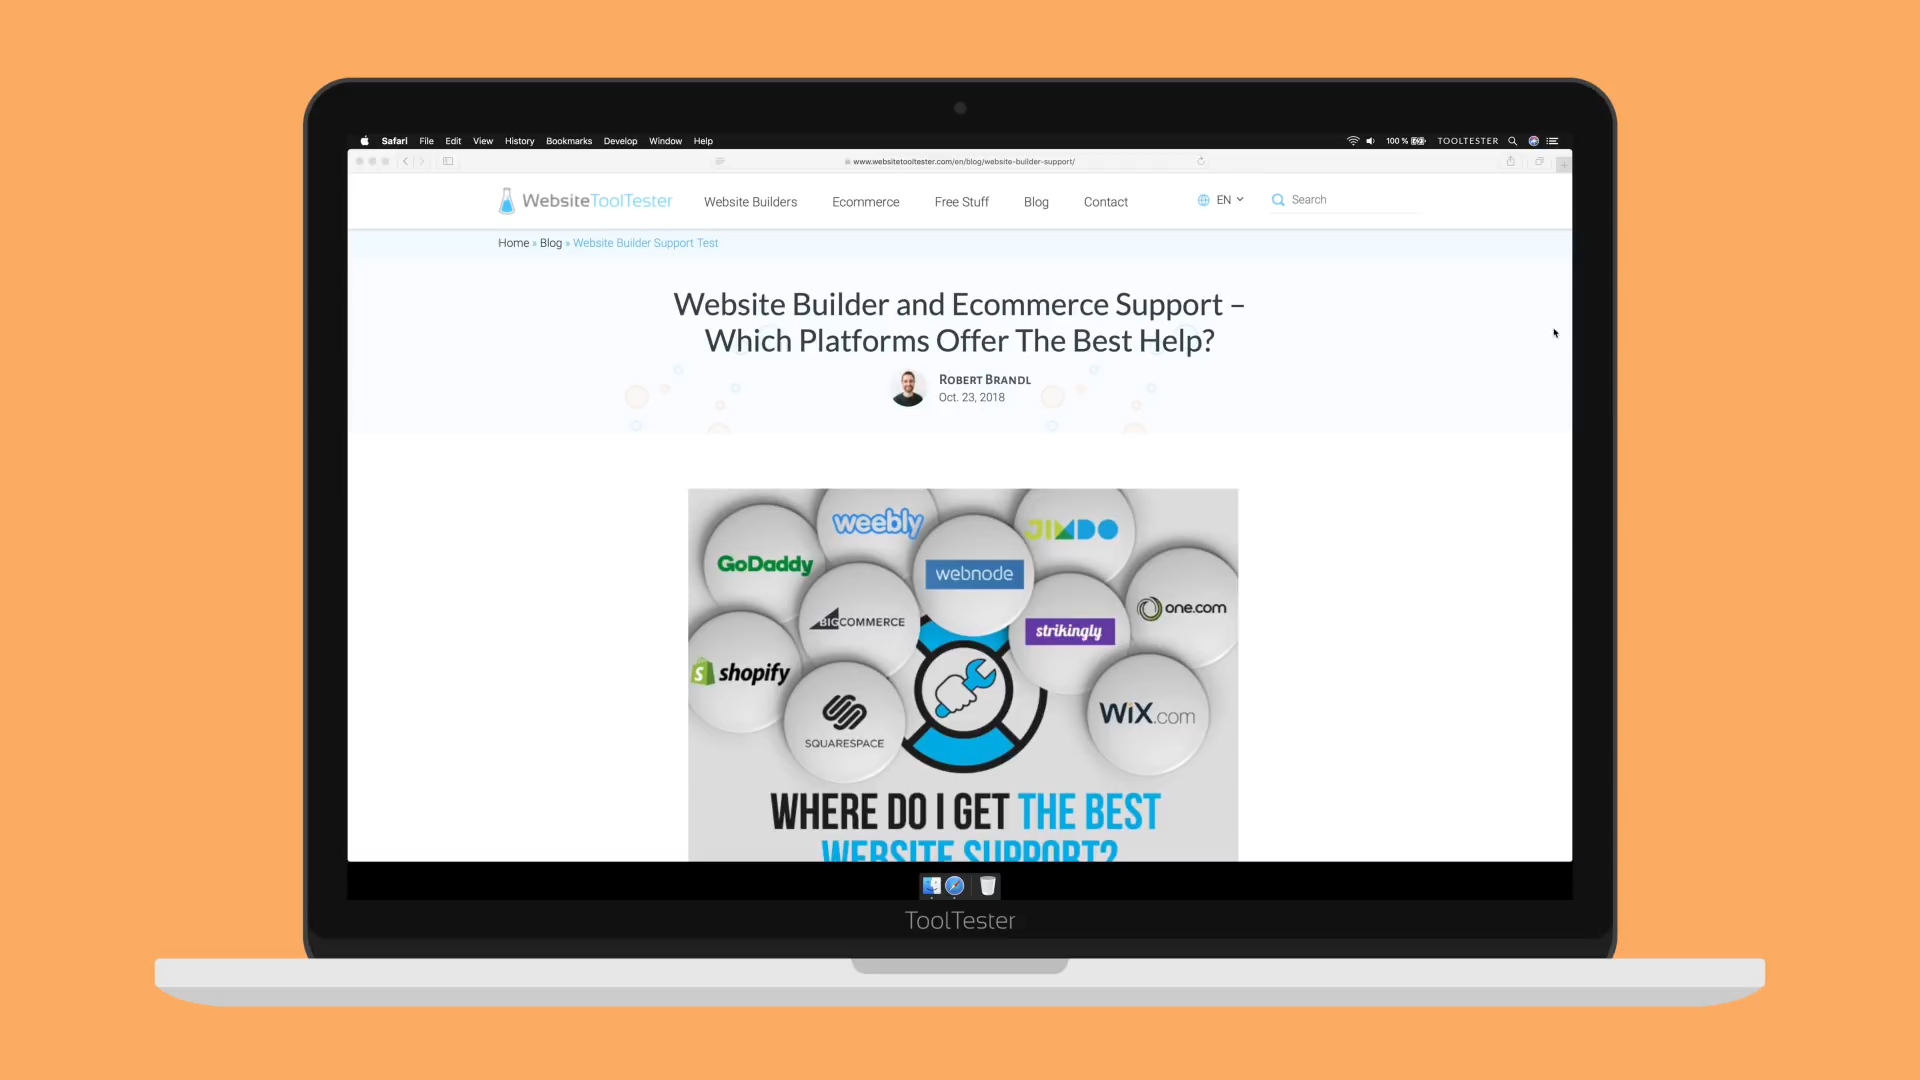 Safari File Edit View History Bookmarks Develop Window Help
100 % TOOLTESTER
www.websitetooltester.com/en/blog/website-builder-support/
WebsiteToolTester Website Builders Ecommerce Free Stuff Blog Contact EN Search
Home » Blog » Website Builder Support Test
Website Builder and Ecommerce Support –
Which Platforms Offer The Best Help?
ROBERT BRANDL
Oct. 23, 2018
weebly
JIMDO
GoDaddy
webnode
one.com
BIGCOMMERCE
strikingly
shopify
WiX.com
SQUARESPACE
WHERE DO I GET THE BEST
WEBSITE SUPPORT?
ToolTester